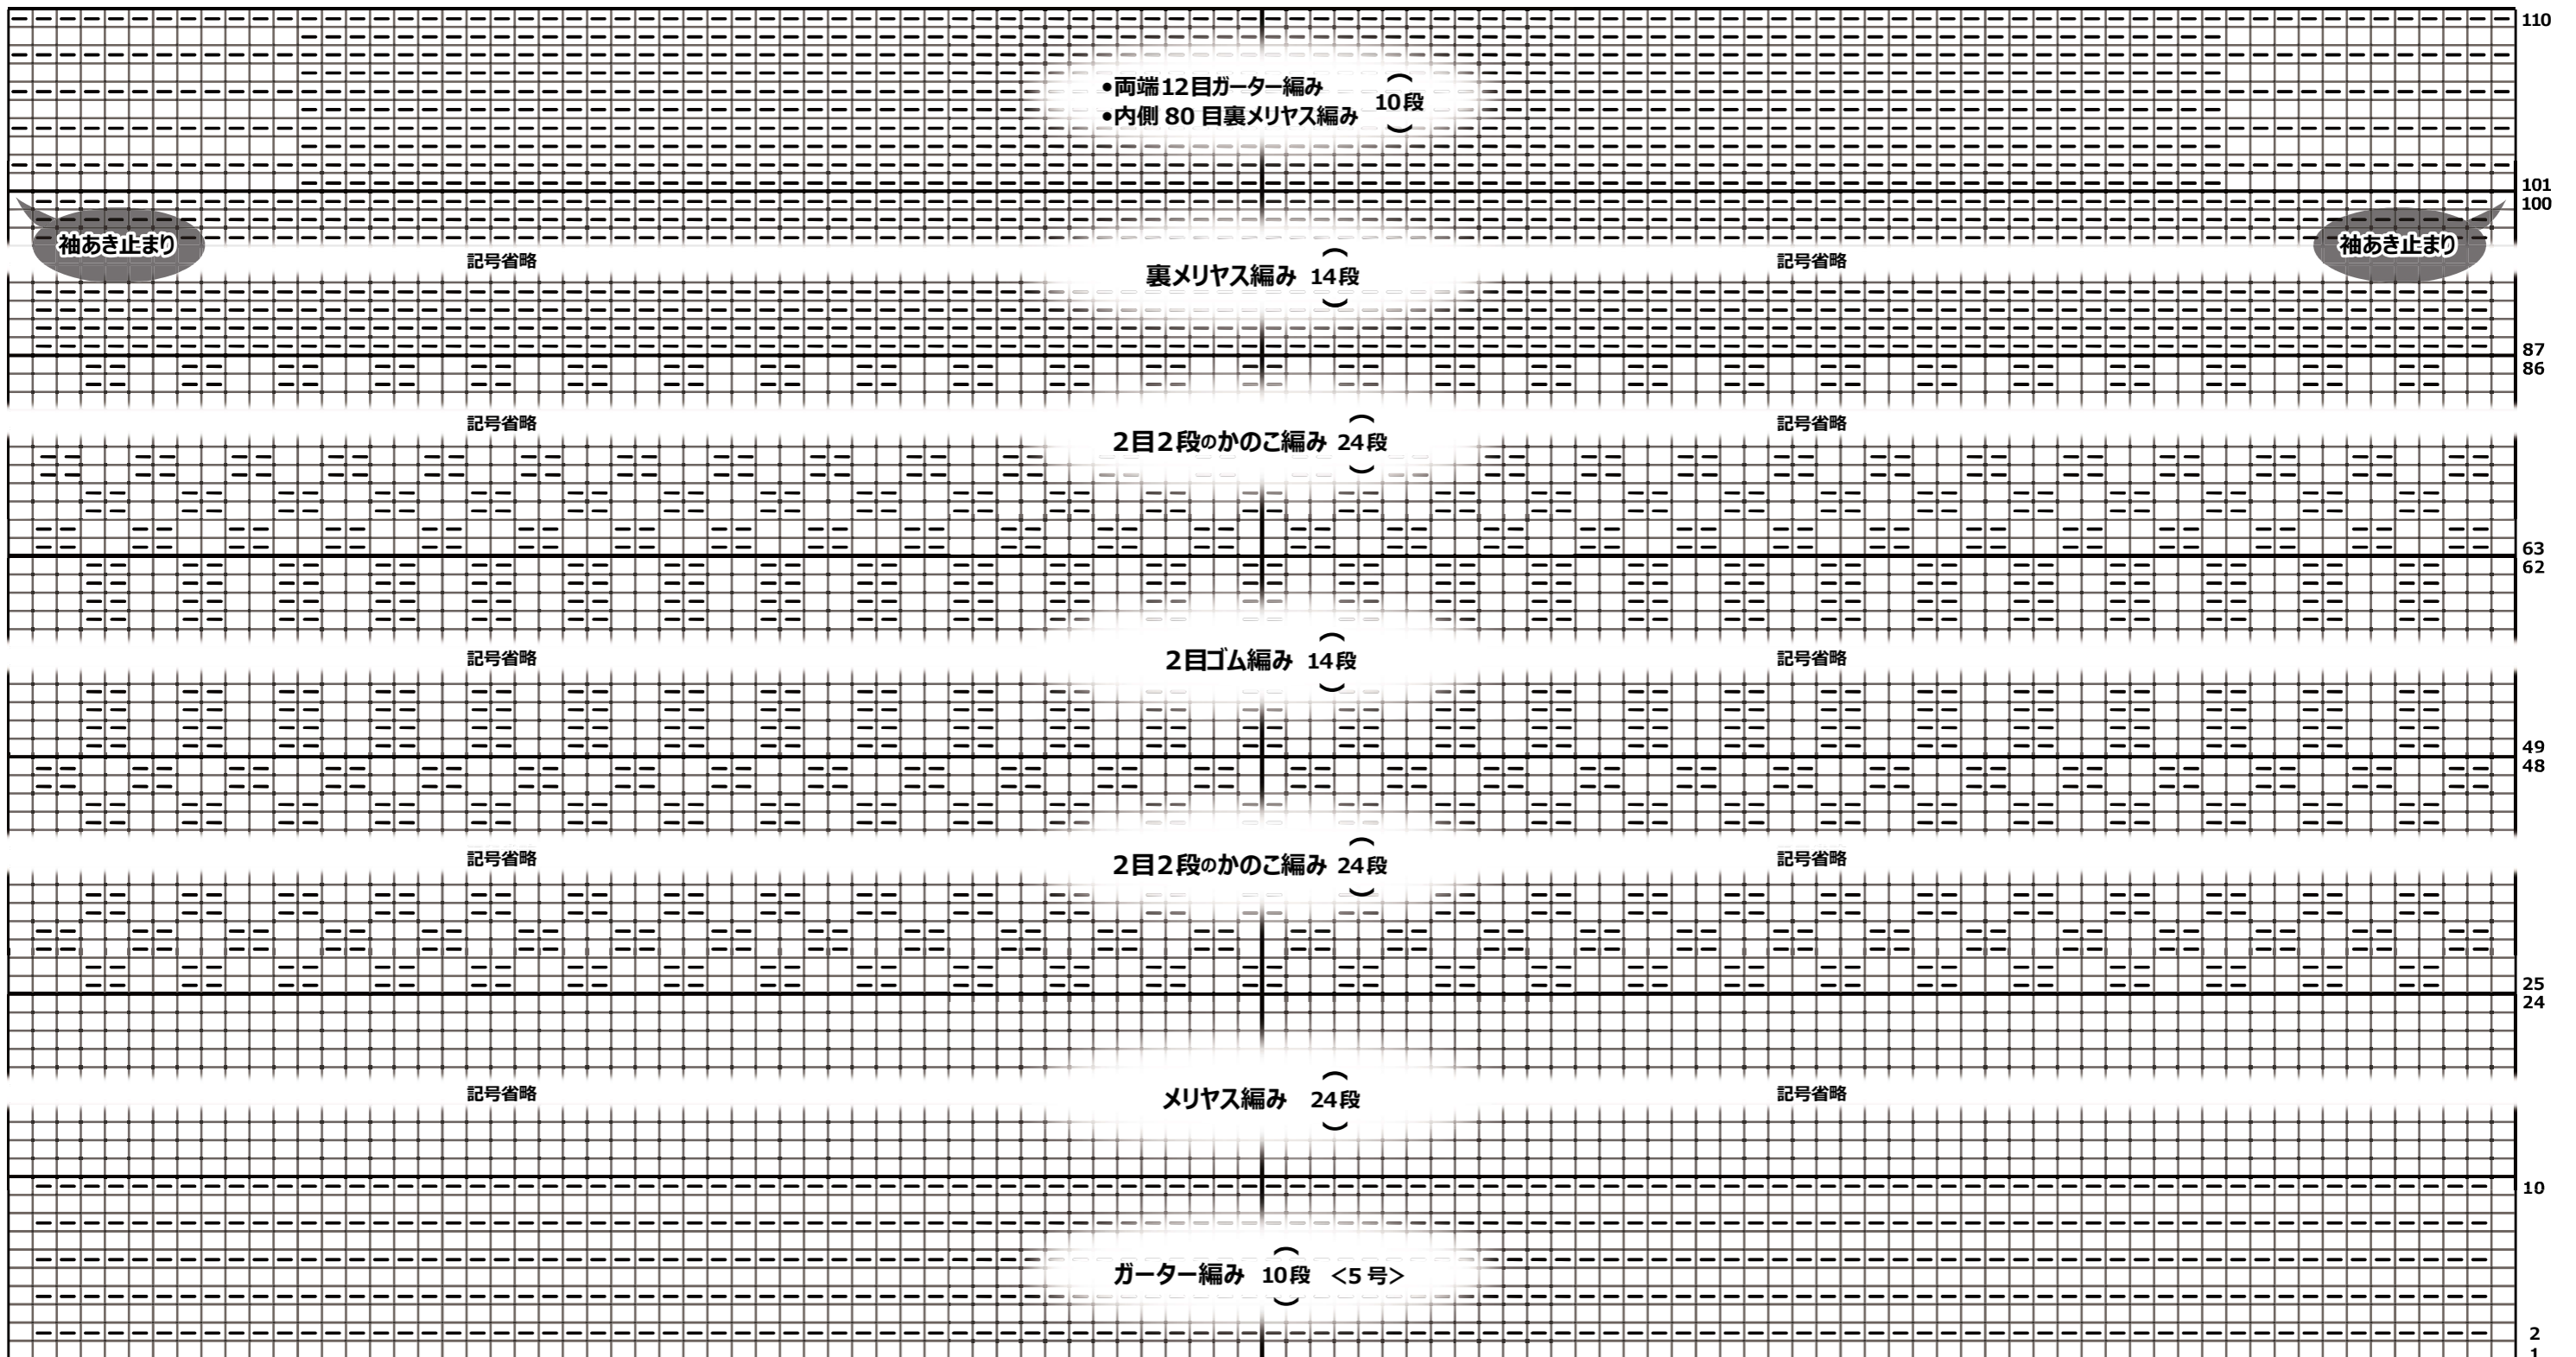 110
•両端12目ガーター編み
•内側 80 目裏メリヤス編み
10段
101
100
袖あき止まり
袖あき止まり
記号省略
裏メリヤス編み 14段
記号省略
87
86
記号省略
2目2段のかのこ編み 24段
記号省略
63
62
記号省略
2目ゴム編み 14段
記号省略
49
48
記号省略
2目2段のかのこ編み 24段
記号省略
25
24
記号省略
メリヤス編み 24段
記号省略
10
ガーター編み 10段 <5 号>
2
1